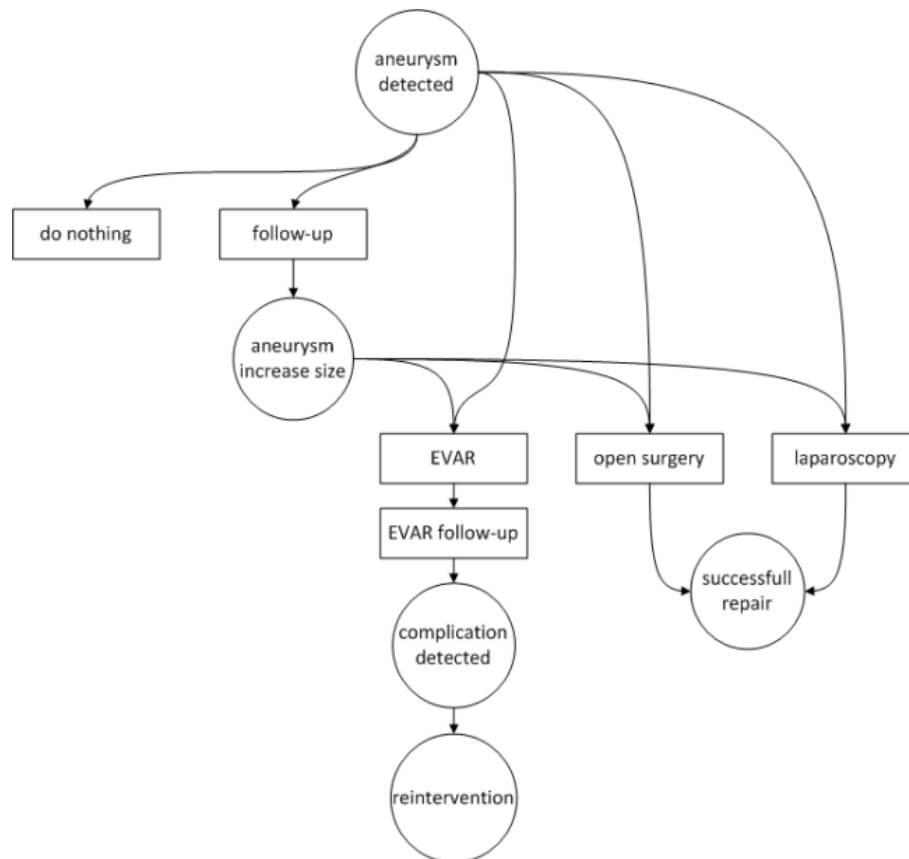 aneurysm
detected
do nothing
follow-up
aneurysm
increase size
EVAR
open surgery
laparoscopy
EVAR follow-up
successfull
repair
complication
detected
reintervention